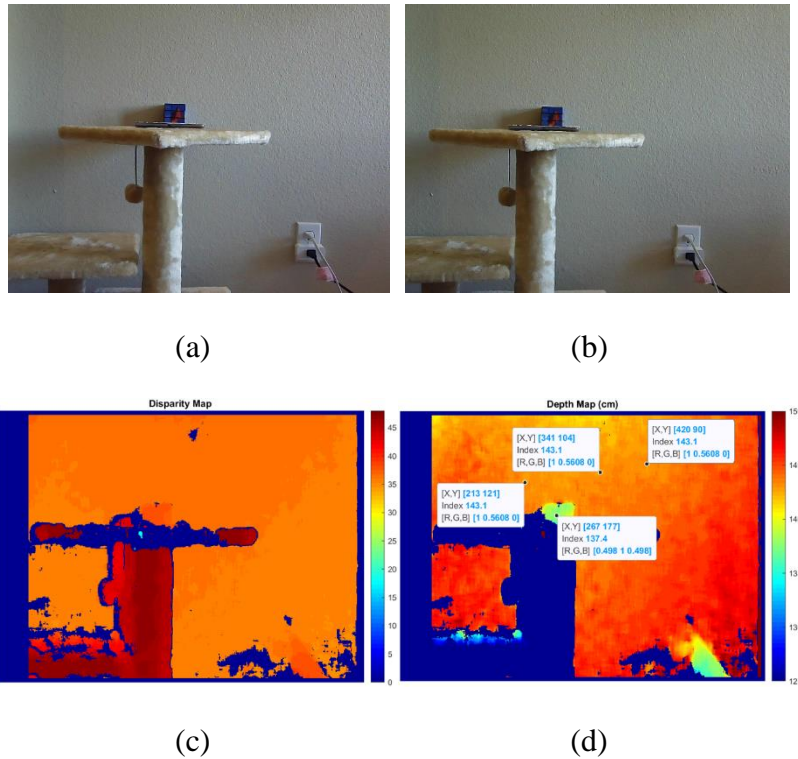 (a)
(b)
Disparity Map
45
40
35
30
25
20
15
10
5
0
(c)
Depth Map (cm)
[X,Y] [341 104]
Index 143.1
[R,G,B] [1 0.5608 0]
[X,Y] [420 90]
Index 143.1
[R,G,B] [1 0.5608 0]
[X,Y] [213 121]
Index 143.1
[R,G,B] [1 0.5608 0]
[X,Y] [267 177]
Index 137.4
[R,G,B] [0.498 1 0.498]
15
14
14
13
13
12
(d)